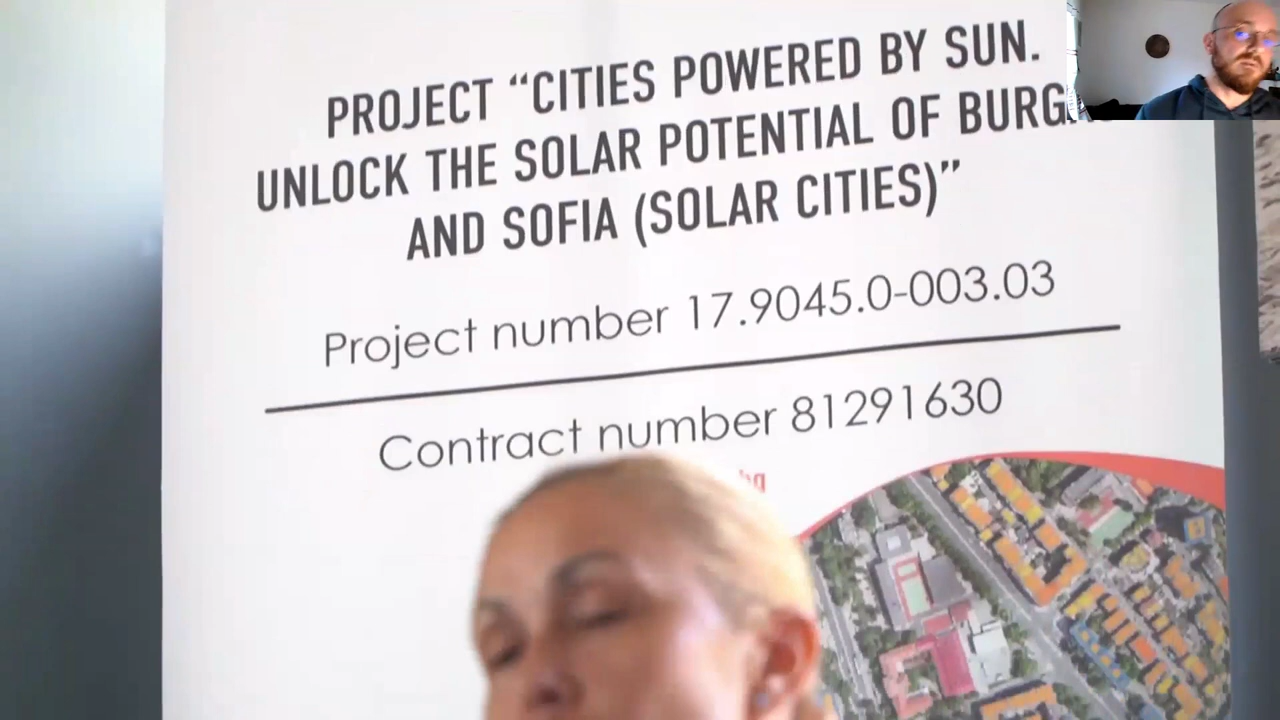 PROJECT “CITIES POWERED BY SUN.
UNLOCK THE SOLAR POTENTIAL OF
AND SOFIA (SOLAR CITIES)”
Project number 17.9045.0-003.03
Contract number 81291630